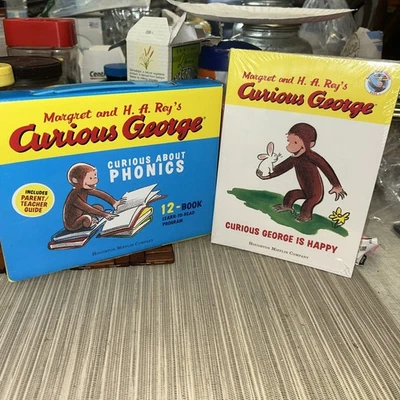 Margret and H. A. Rey's
Curious George
CURIOUS ABOUT
PHONICS
INCLUDES
PARENT/
TEACHER
GUIDE
12-BOOK
LEARN-TO-READ
PROGRAM
HOUGHTON MIFFLIN COMPANY
Margret and H. A. Rey's
Curious George
CURIOUS GEORGE IS HAPPY
HOUGHTON MIFFLIN COMPANY